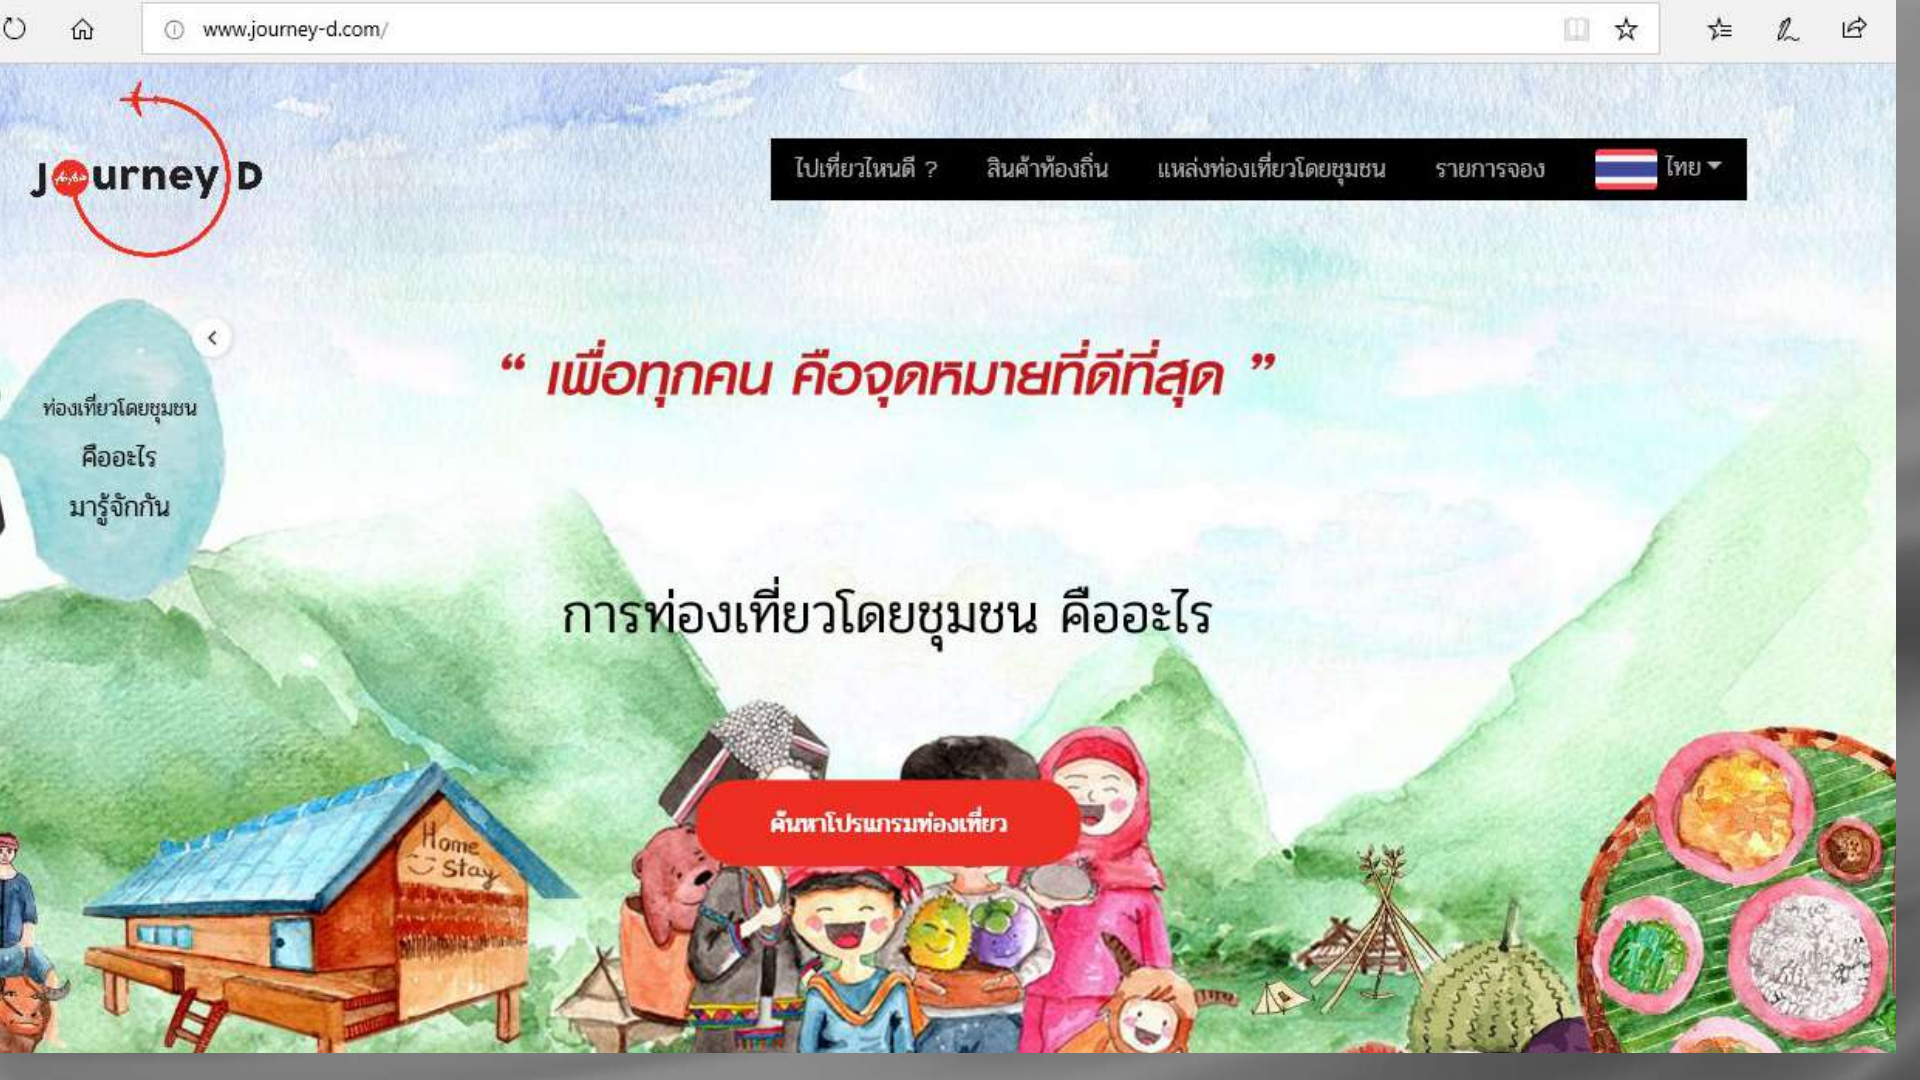 www.journey-d.com/
Journey D
ไปเที่ยวไหนดี ?
สินค้าท้องถิ่น
แหล่งท่องเที่ยวโดยชุมชน
รายการจอง
ไทย
“ เพื่อทุกคน คือจุดหมายที่ดีที่สุด ”
ท่องเที่ยวโดยชุมชน
คืออะไร
มารู้จักกัน
การท่องเที่ยวโดยชุมชน คืออะไร
ค้นหาโปรแกรมท่องเที่ยว
Home
Stay